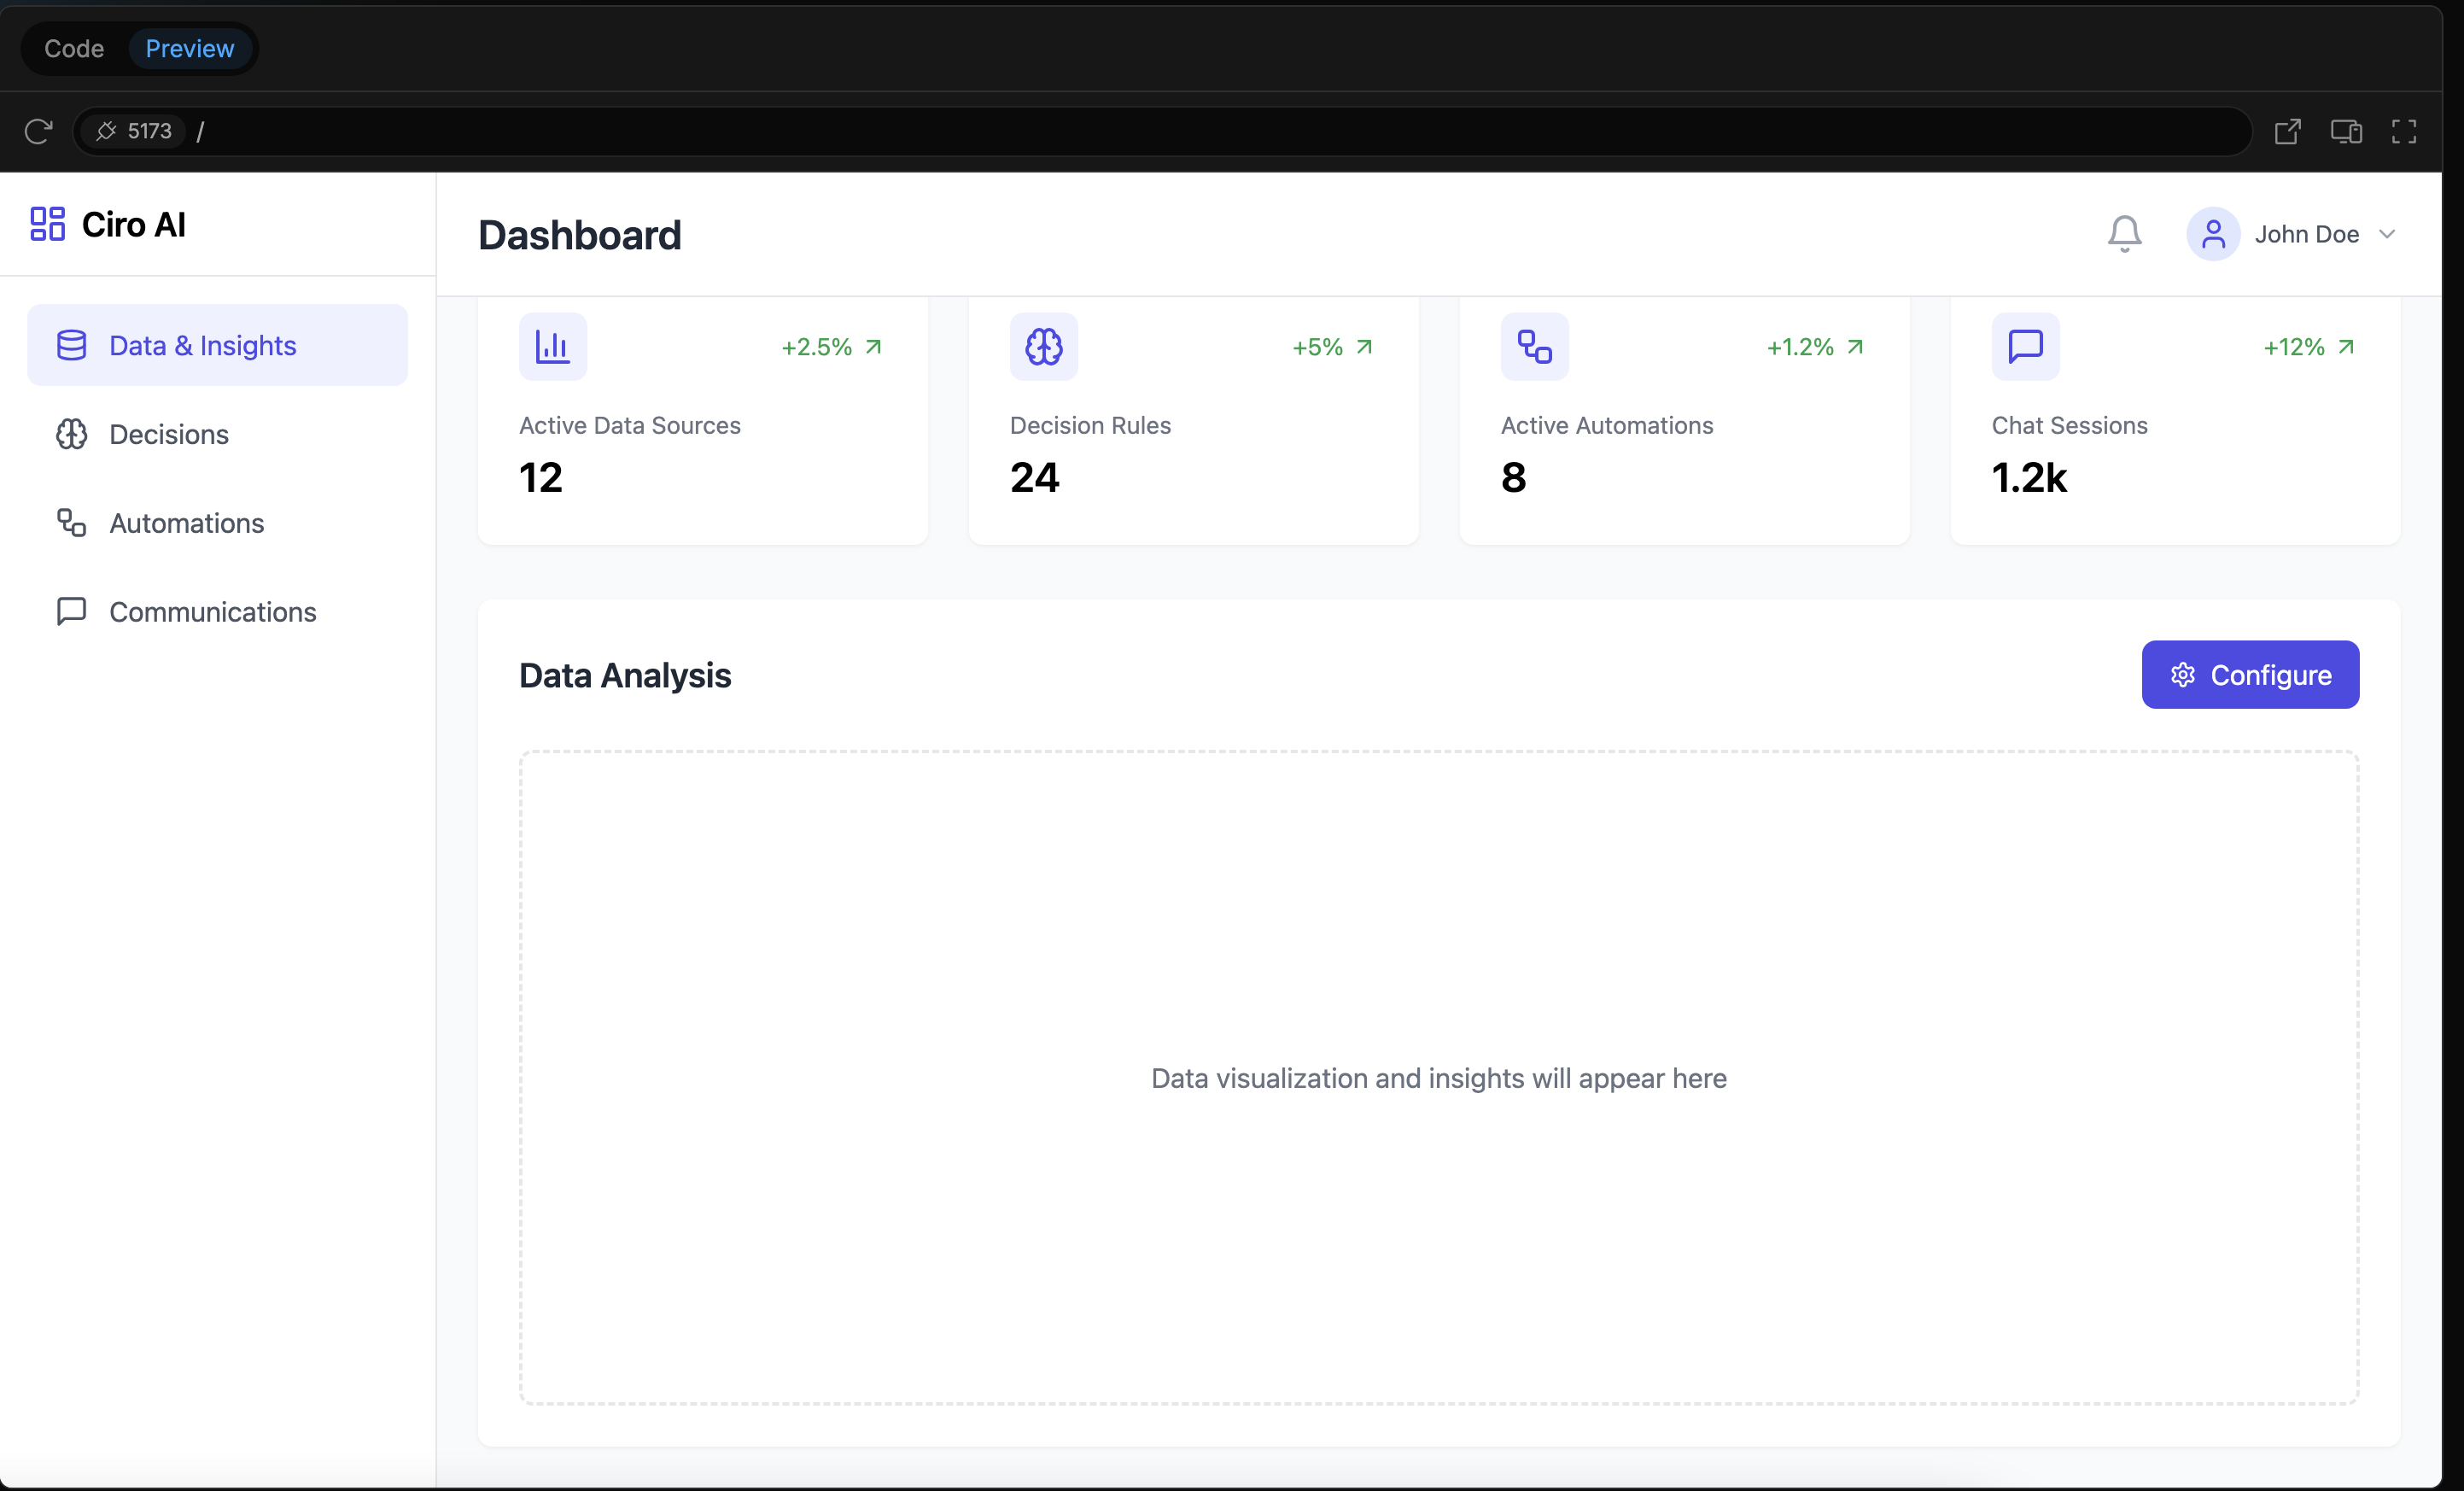 Code Preview
5173 /
Ciro AI
Data & Insights
Decisions
Automations
Communications
Dashboard
John Doe
+2.5%
Active Data Sources
12
+5%
Decision Rules
24
+1.2%
Active Automations
8
+12%
Chat Sessions
1.2k
Data Analysis
Configure
Data visualization and insights will appear here